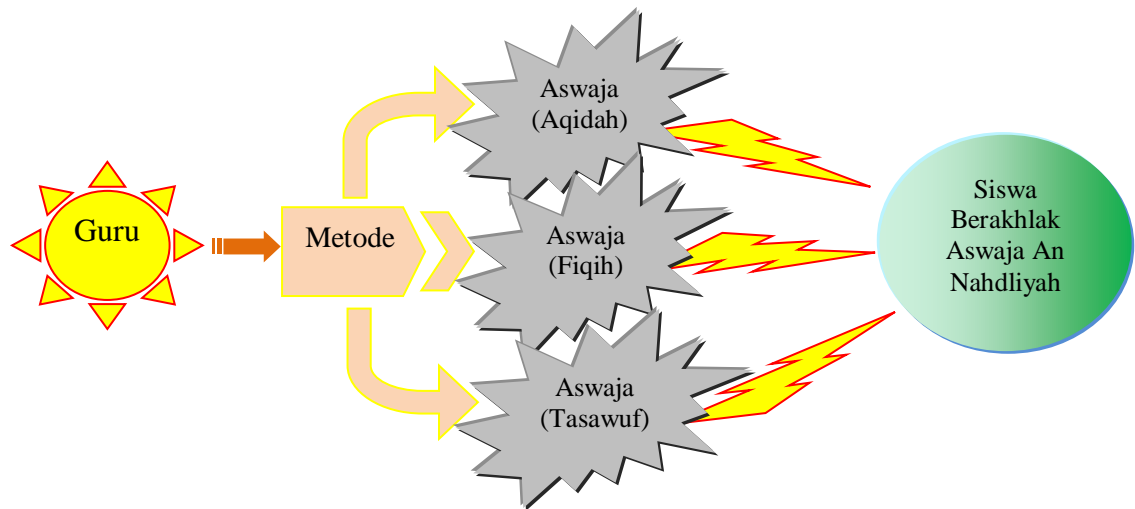 Guru
Metode
Aswaja
(Aqidah)
Aswaja
(Fiqih)
Aswaja
(Tasawuf)
Siswa
Berakhlak
Aswaja An
Nahdliyah